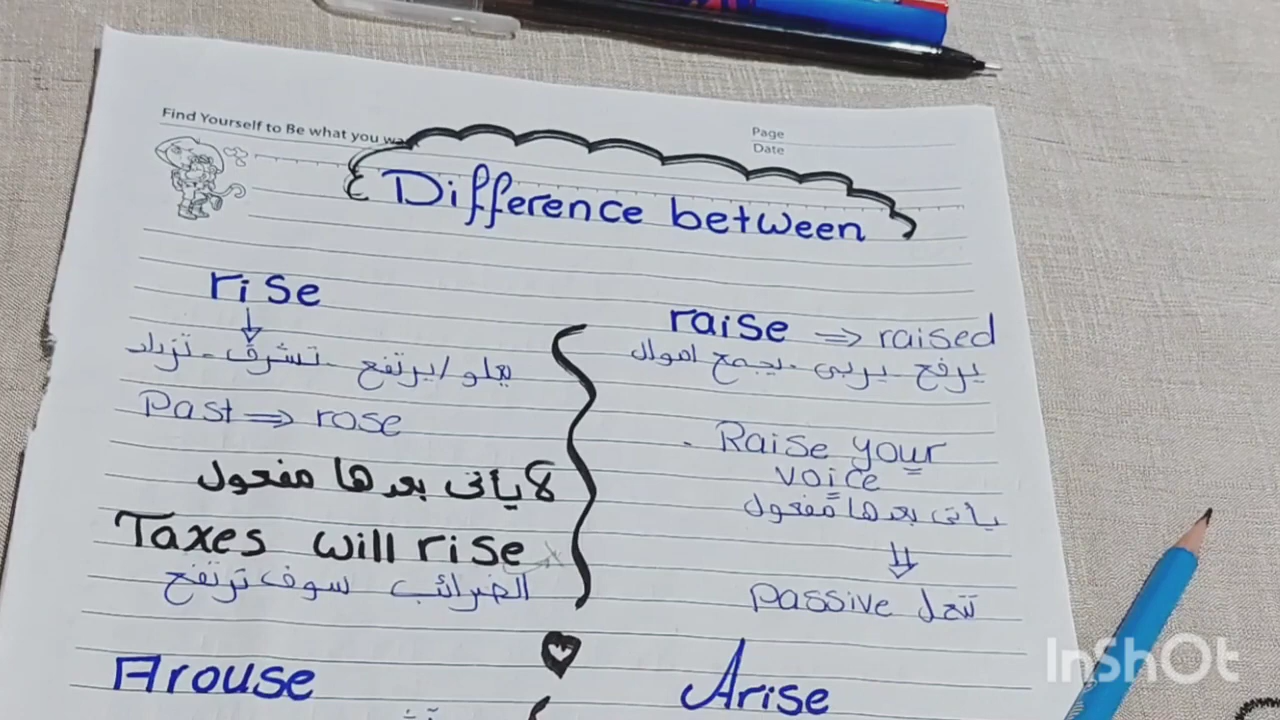 Find Yourself to Be what you
Page
Date
Difference between
rise
↓
يعلو / يرتفع - تشرق - تزداد
Past ⇒ rose
لا يأتى بعدها مفعول
Taxes will rise
الضرائب سوف ترتفع
raise ⇒ raised
يرفع يربى - يجمع اموال
- Raise your
voice
يأتى بعدها مفعول
⇓
passive تتحل
Arouse
Arise
InShOt